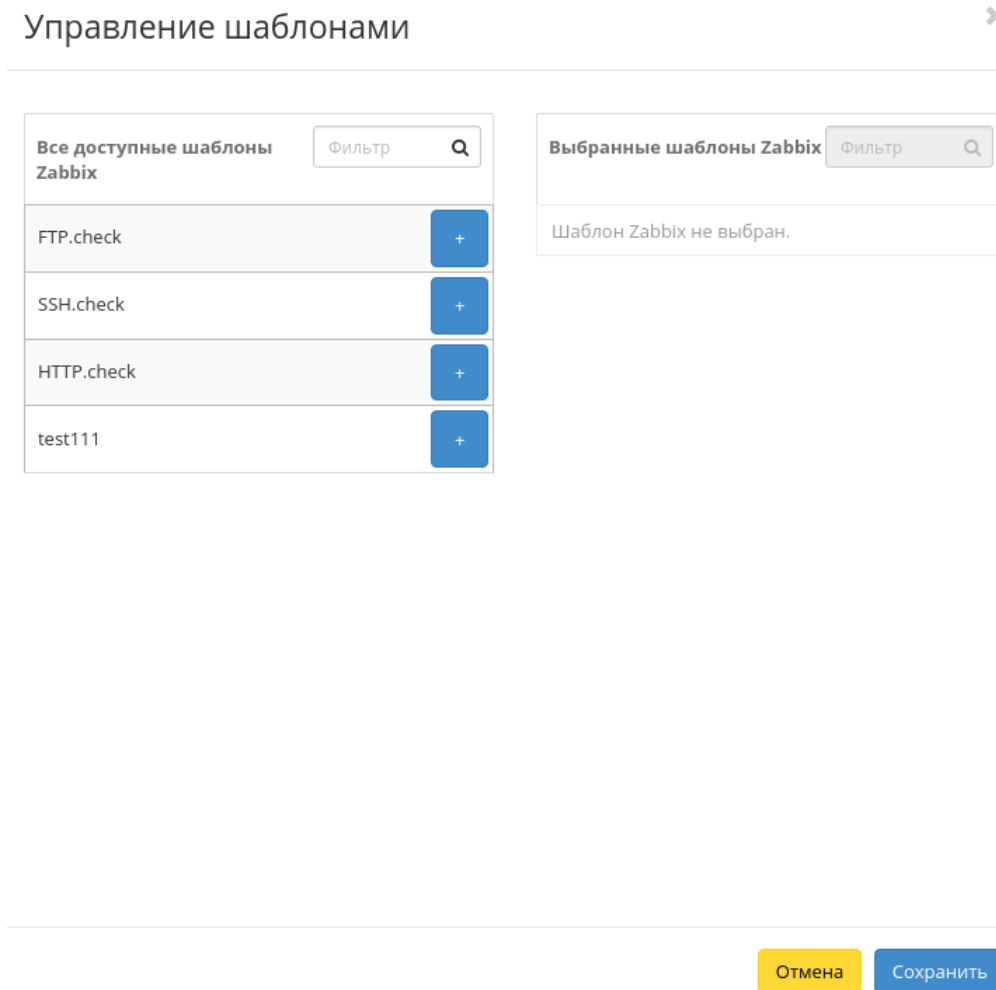 Управление шаблонами
Все доступные шаблоны
Zabbix
Фильтр
FTP.check
+
SSH.check
+
HTTP.check
+
test111
+
Выбранные шаблоны Zabbix
Фильтр
Шаблон Zabbix не выбран.
Отмена
Сохранить